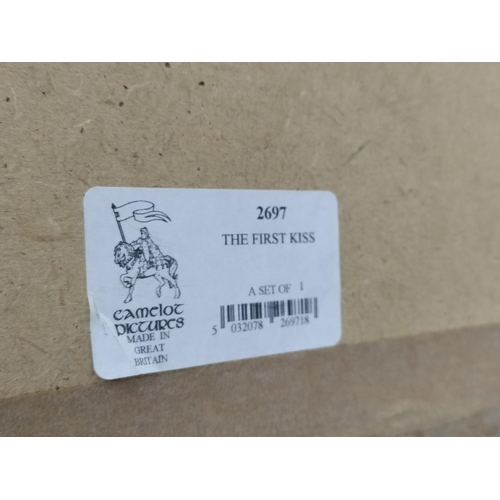 2697
THE FIRST KISS
A SET OF 1
5 032078 269718
CAMELOT
PICTURES
MADE IN
GREAT
BRITAIN